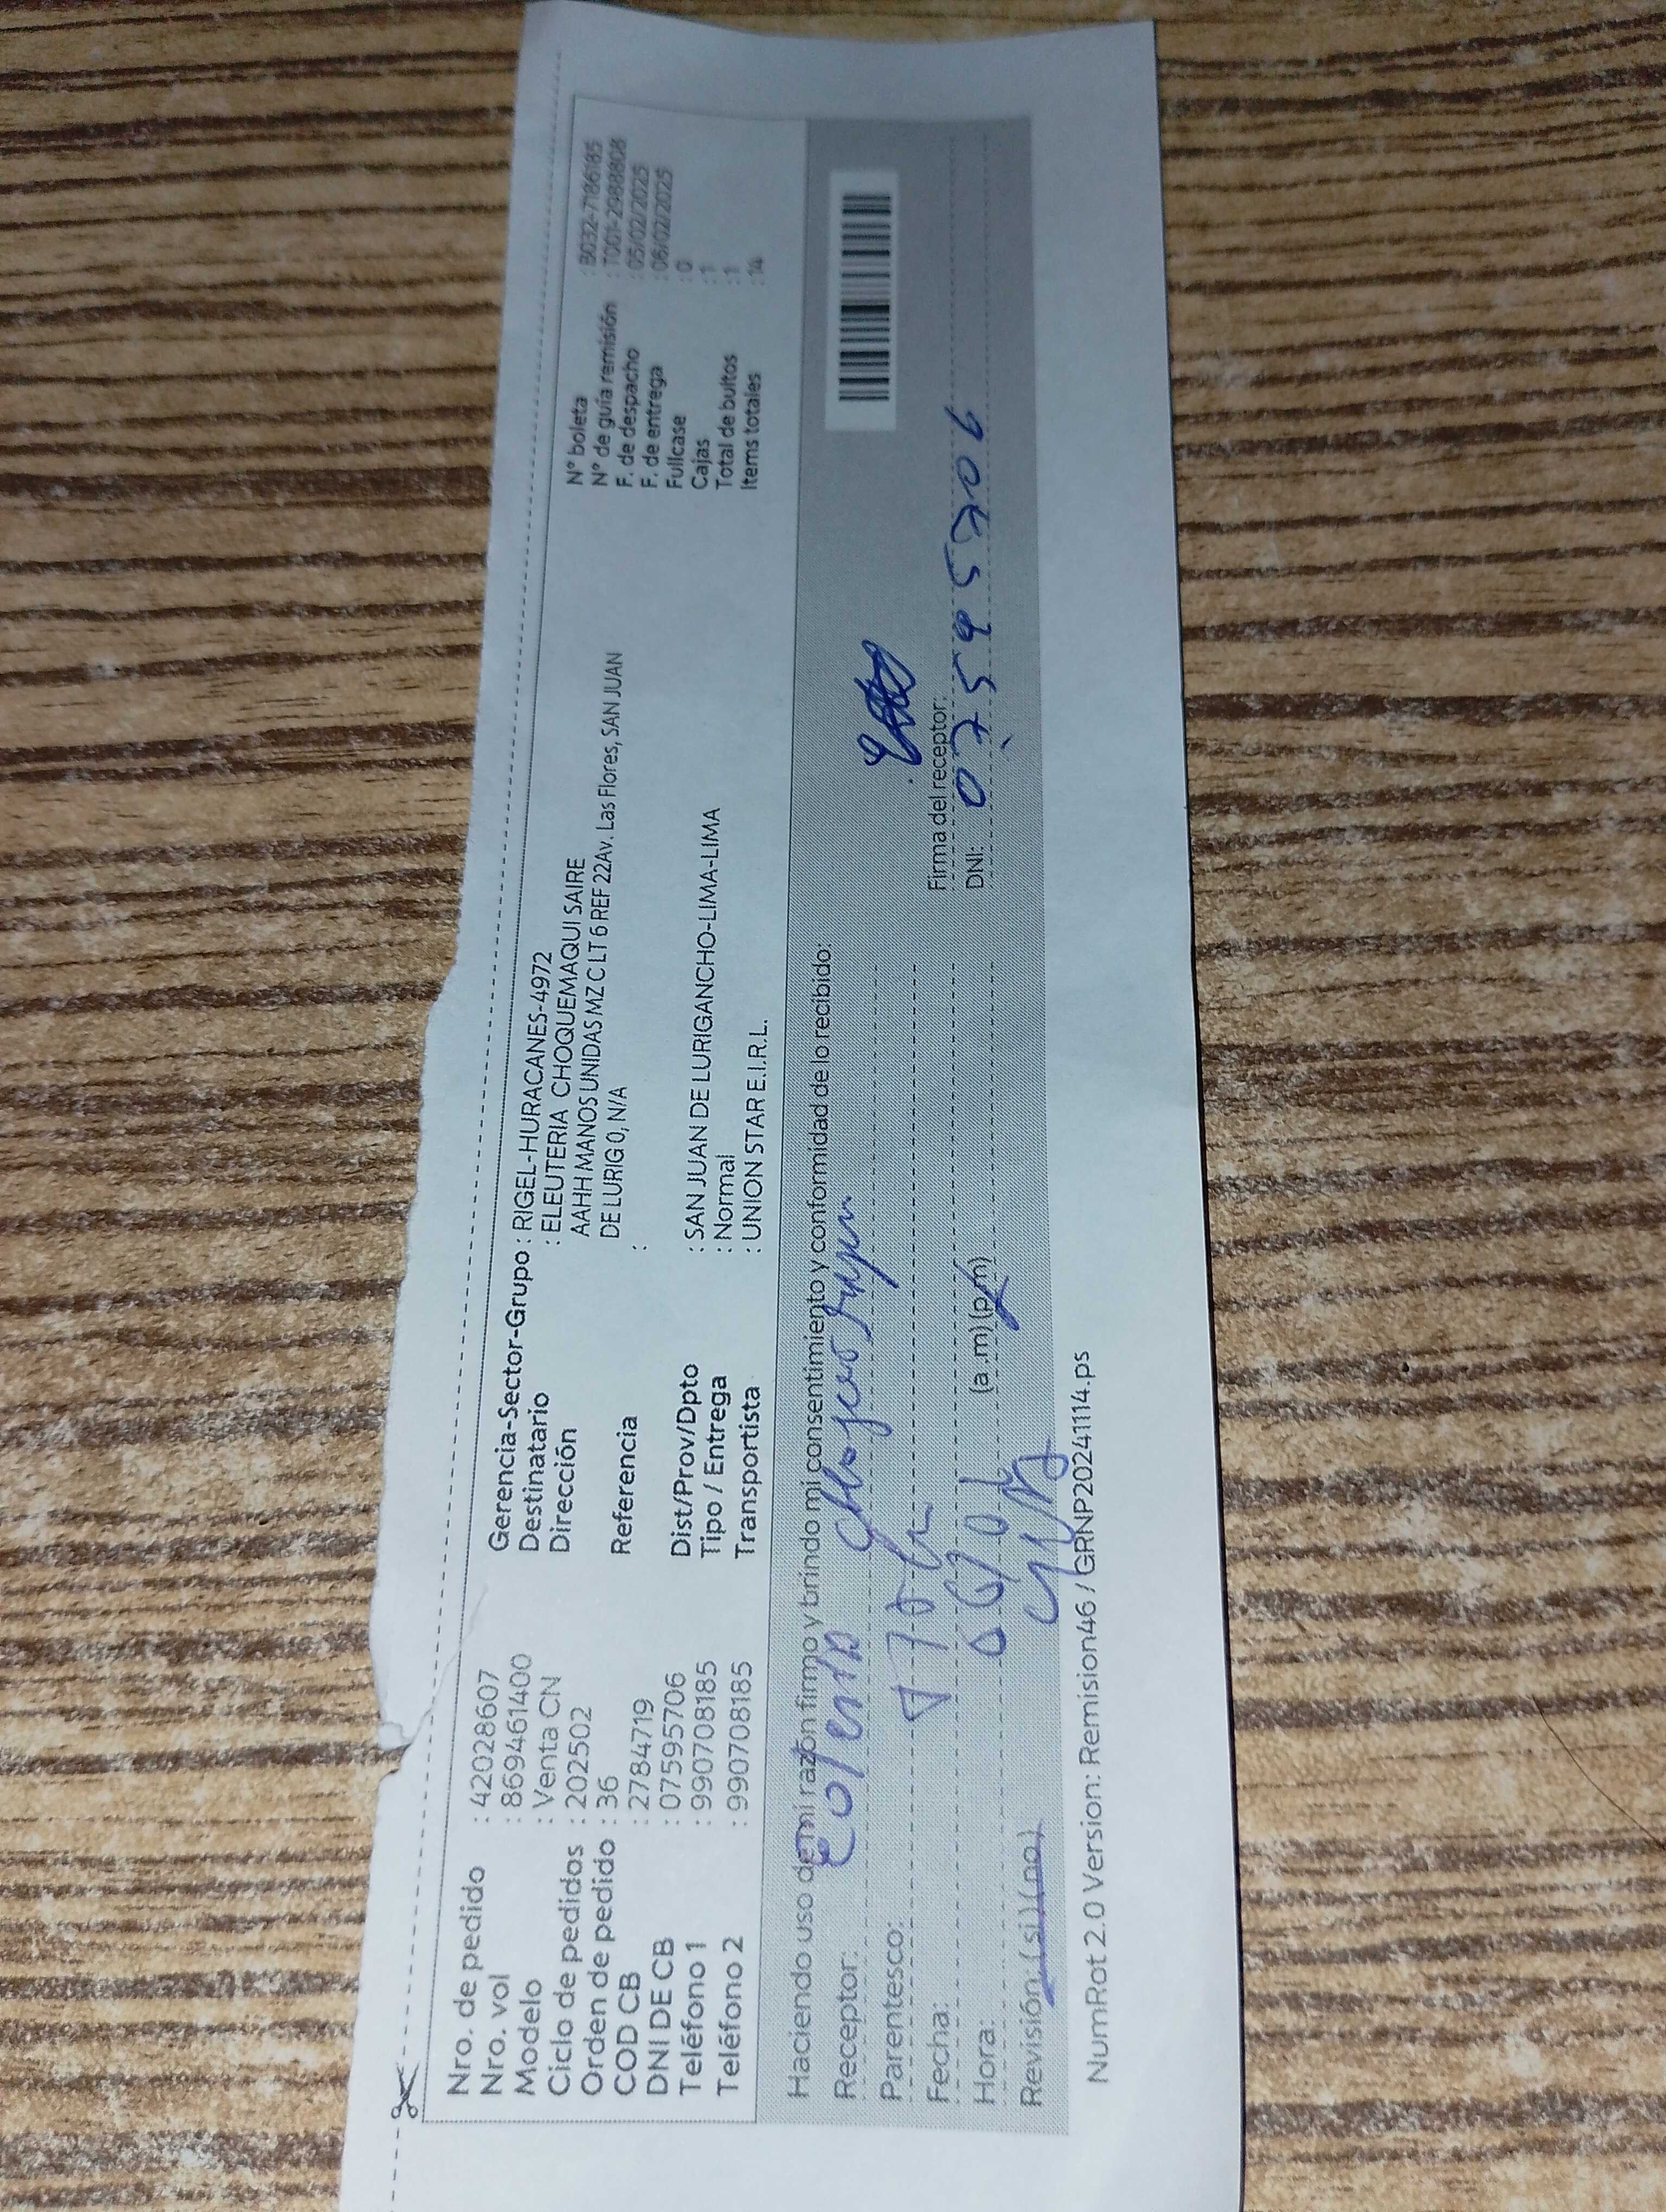 Nro. de pedido : 42028607
Nro. vol : 869461400
Modelo : Venta CN
Ciclo de pedidos : 202502
Orden de pedido : 36
COD CB : 2784719
DNI DE CB : 07595706
Teléfono 1 : 990708185
Teléfono 2 : 990708185
Gerencia-Sector-Grupo : RIGEL-HURACANES-4972
Destinatario : ELEUTERIA CHOQUEMAQUI SAIRE
Dirección AAHH MANOS UNIDAS MZ C LT 6 REF 22Av. Las Flores, SAN JUAN
DE LURIG 0, N/A
Referencia :
Dist/Prov/Dpto : SAN JUAN DE LURIGANCHO-LIMA-LIMA
Tipo / Entrega : Normal
Transportista : UNION STAR E.I.R.L.
N° boleta : B032-7186185
N° de guía remisión : T001-2988808
F. de despacho : 05/02/2025
F. de entrega : 06/02/2025
Fullcase : 0
Cajas : 1
Total de bultos : 1
Items totales : 14
Haciendo uso de mi razón firmo y brindo mi consentimiento y conformidad de lo recibido:
Receptor:
Parentesco:
Fecha:
Hora: (a.m) (p.m)
Revisión (si) (no)
Firma del receptor:
DNI: 07595706
NumRot 2.0 Version: Remision46 / GRNP20241114.ps